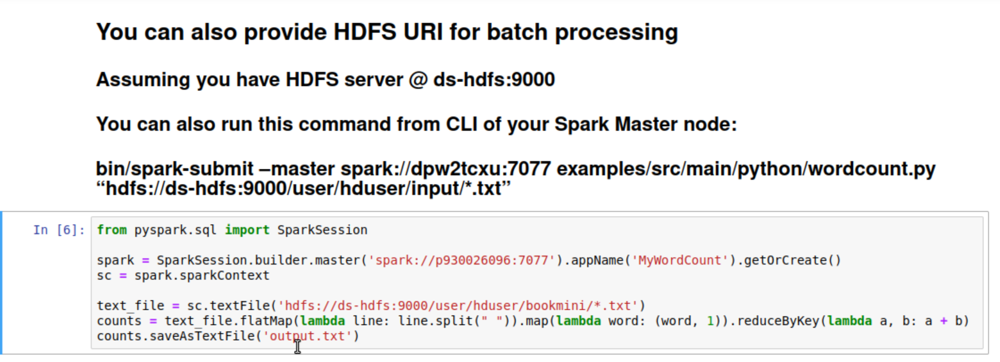 You can also provide HDFS URI for batch processing
Assuming you have HDFS server @ ds-hdfs:9000
You can also run this command from CLI of your Spark Master node:
bin/spark-submit –master spark://dpw2tcxu:7077 examples/src/main/python/wordcount.py
“hdfs://ds-hdfs:9000/user/hduser/input/*.txt”
In [6]: from pyspark.sql import SparkSession
spark = SparkSession.builder.master('spark://p930026096:7077').appName('MyWordCount').getOrCreate()
sc = spark.sparkContext
text_file = sc.textFile('hdfs://ds-hdfs:9000/user/hduser/bookmini/*.txt')
counts = text_file.flatMap(lambda line: line.split(" ")).map(lambda word: (word, 1)).reduceByKey(lambda a, b: a + b)
counts.saveAsTextFile('output.txt')